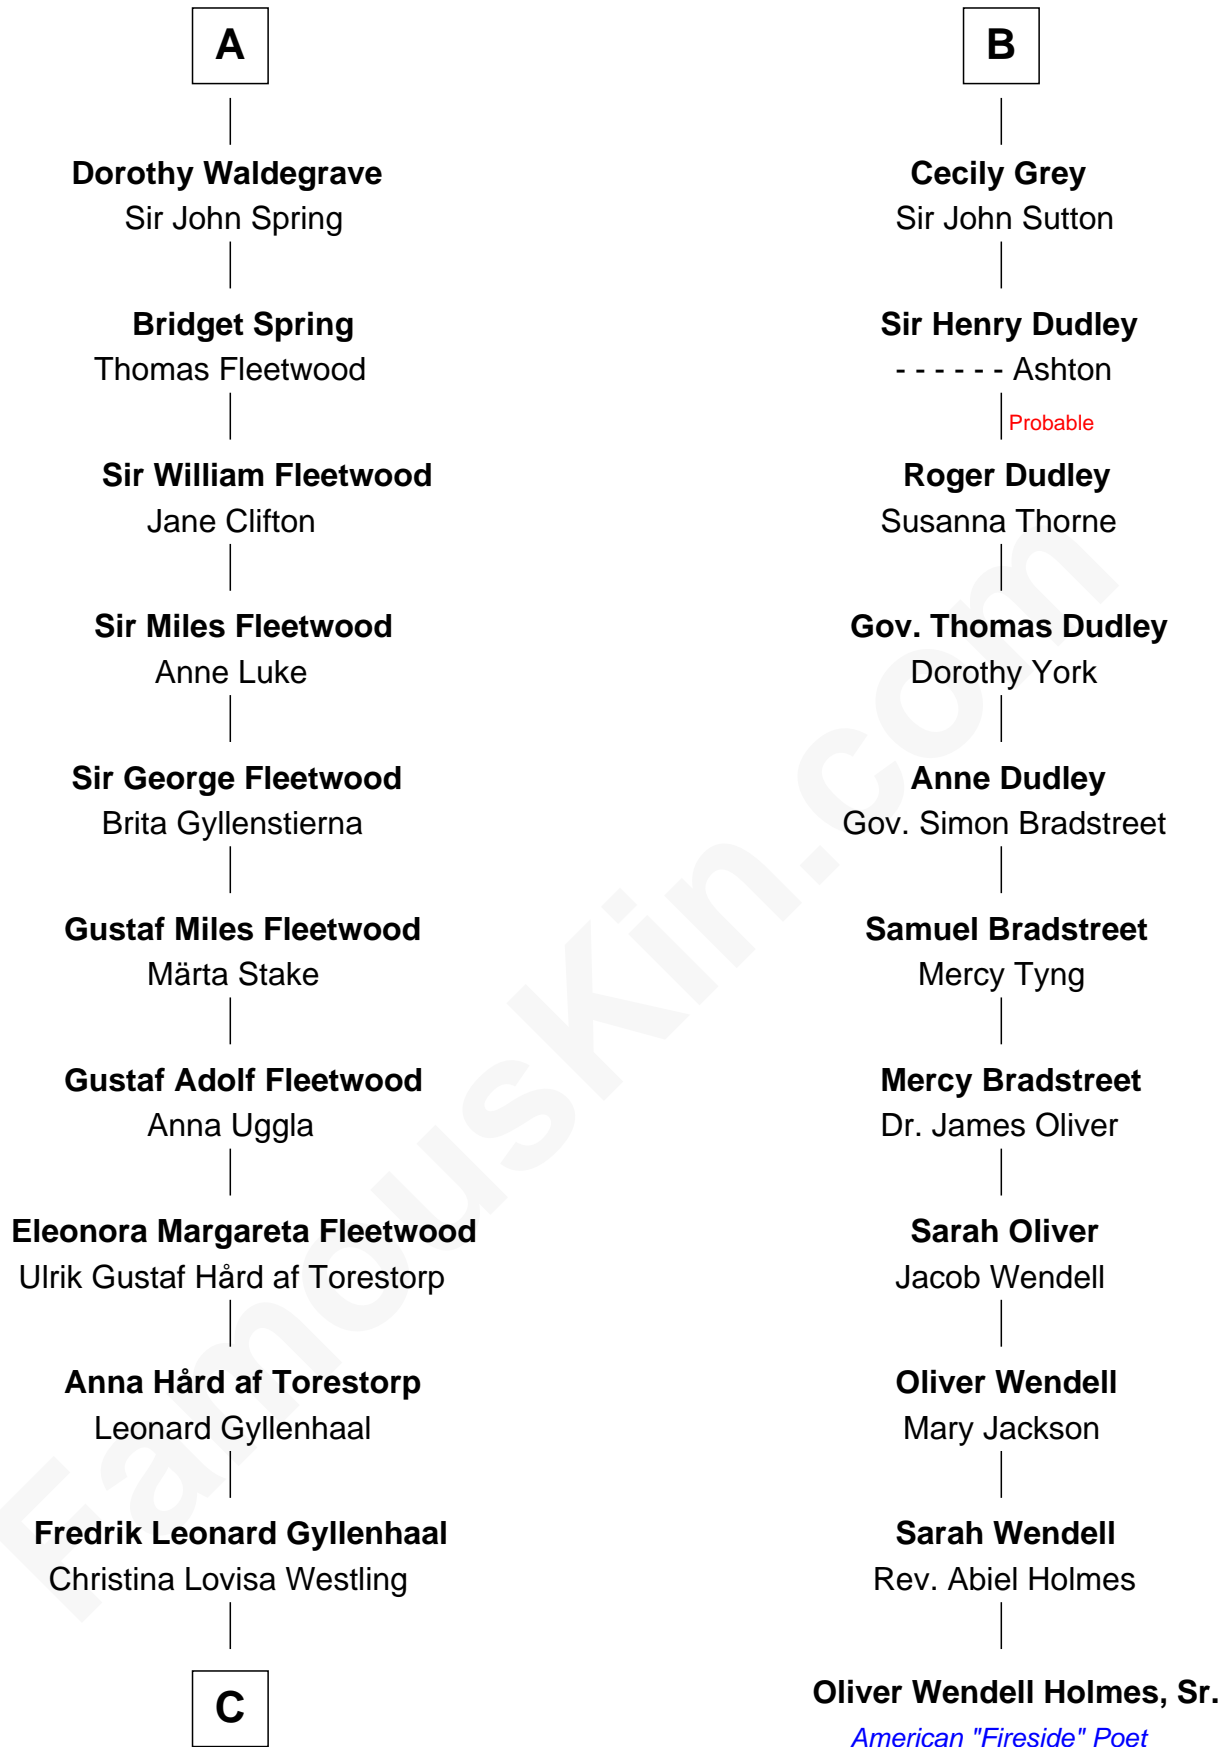 A
Dorothy Waldegrave
Sir John Spring
Bridget Spring
Thomas Fleetwood
Sir William Fleetwood
Jane Clifton
Sir Miles Fleetwood
Anne Luke
Sir George Fleetwood
Brita Gyllenstierna
Gustaf Miles Fleetwood
Märta Stake
Gustaf Adolf Fleetwood
Anna Uggla
Eleonora Margareta Fleetwood
Ulrik Gustaf Hård af Torestorp
Anna Hård af Torestorp
Leonard Gyllenhaal
Fredrik Leonard Gyllenhaal
Christina Lovisa Westling
C
B
Cecily Grey
Sir John Sutton
Sir Henry Dudley
- - - - - - Ashton
Probable
Roger Dudley
Susanna Thorne
Gov. Thomas Dudley
Dorothy York
Anne Dudley
Gov. Simon Bradstreet
Samuel Bradstreet
Mercy Tyng
Mercy Bradstreet
Dr. James Oliver
Sarah Oliver
Jacob Wendell
Oliver Wendell
Mary Jackson
Sarah Wendell
Rev. Abiel Holmes
Oliver Wendell Holmes, Sr.
American "Fireside" Poet
FamousKin.com